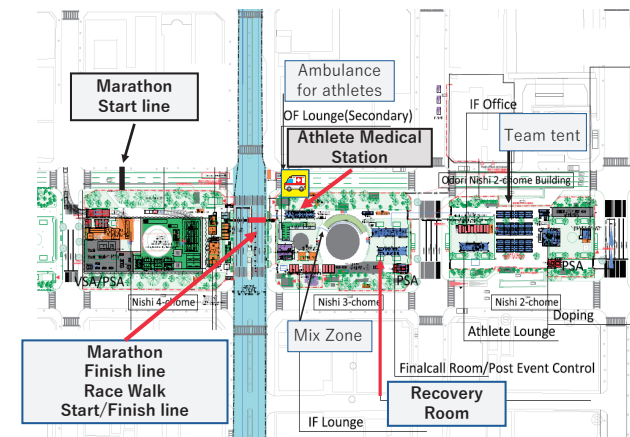 Marathon
Start line
Ambulance
for athletes
OF Lounge(Secondary)
Athlete Medical
Station
IF Office
Team tent
Odori Nishi 2-chome Building
VSA/PSA
Nishi 4-chome
Nishi 3-chome
PSA
Nishi 2-chome
PSA
Doping
Mix Zone
Athlete Lounge
Marathon
Finish line
Race Walk
Start/Finish line
Finalcall Room/Post Event Control
Recovery
Room
IF Lounge